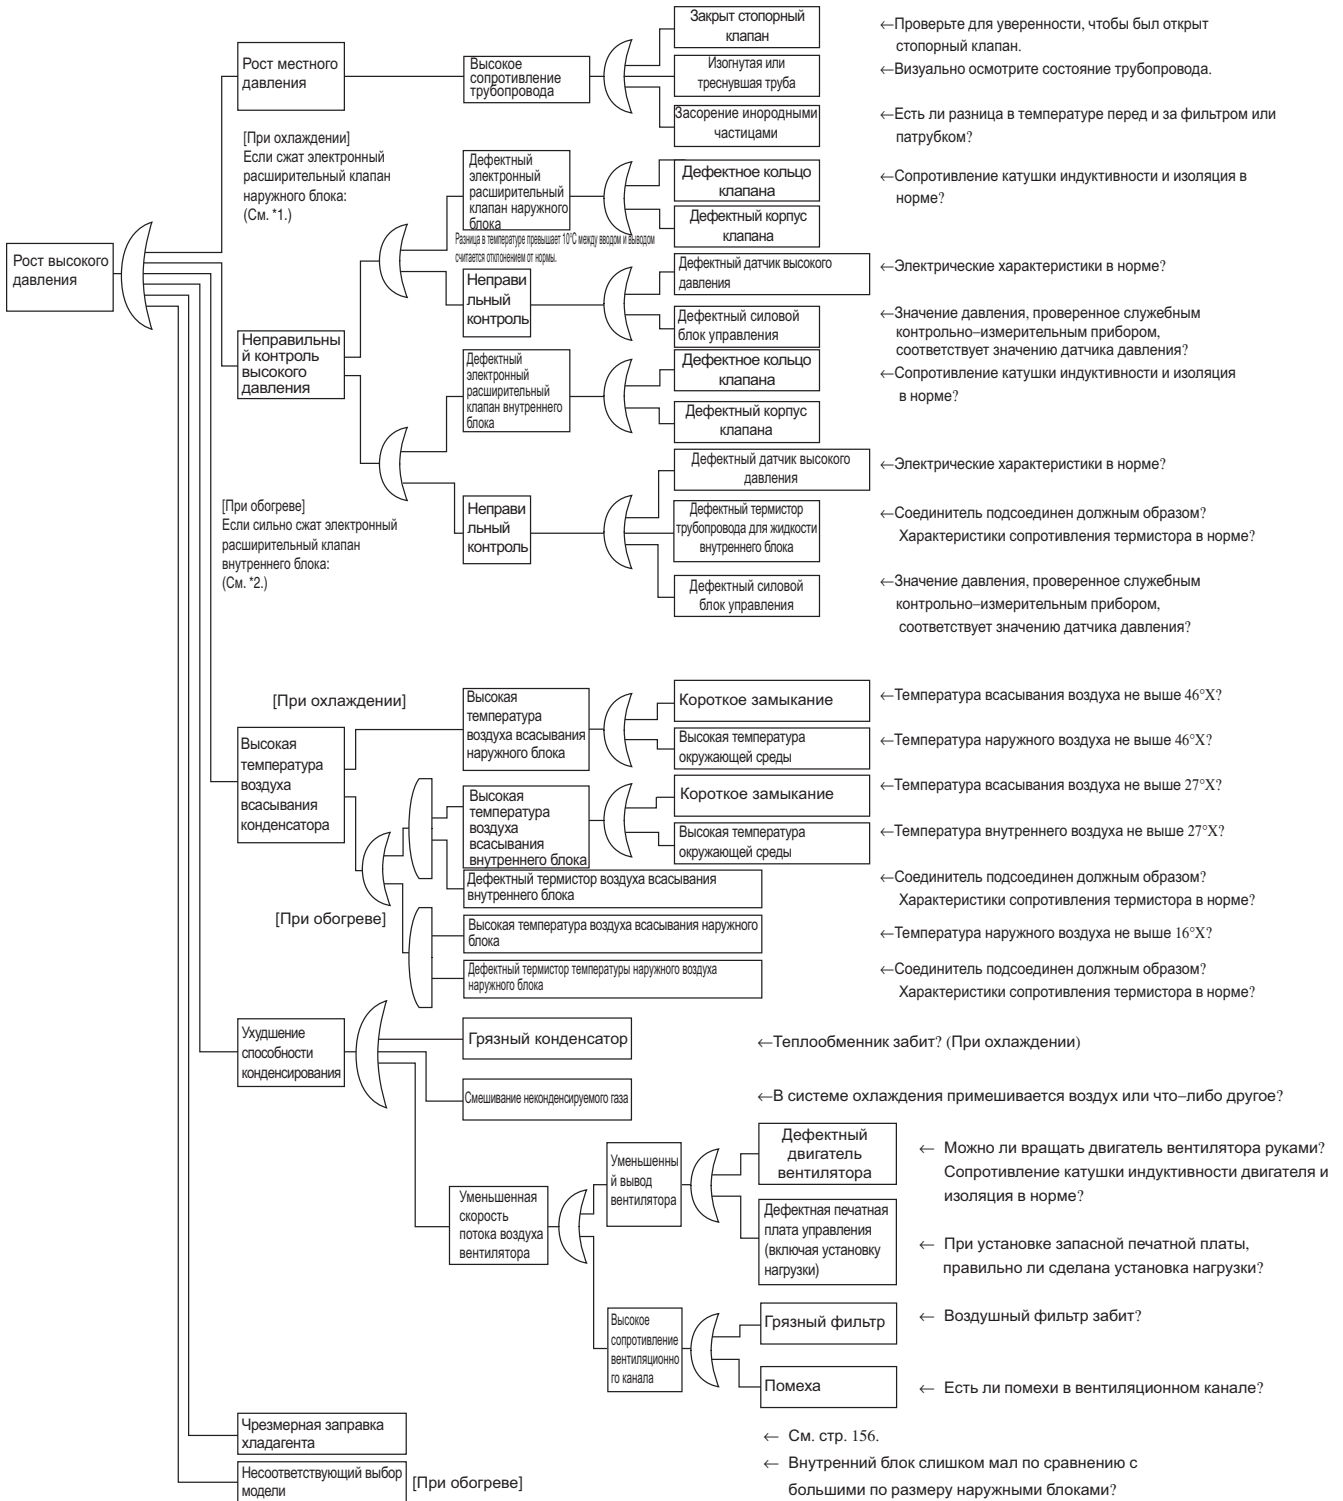 Закрыт стопорный
клапан
←Проверьте для уверенности, чтобы был открыт
стопорный клапан.
Рост местного
давления
Высокое
сопротивление
трубопровода
Изогнутая или
треснувшая труба
←Визуально осмотрите состояние трубопровода.
Засорение инородными
частицами
←Есть ли разница в температуре перед и за фильтром или
патрубком?
[При охлаждении]
Если сжат электронный
расширительный клапан
наружного блока:
(См. *1.)
Дефектный
электронный
расширительный
клапан наружного
блока
Дефектное кольцо
клапана
←Сопротивление катушки индуктивности и изоляция в
норме?
Дефектный корпус
клапана
Разница в температуре превышает 10°C между вводом и выводом
считается отклонением от нормы.
Рост высокого
давления
Неправи
льный
контроль
Дефектный датчик высокого
давления
←Электрические характеристики в норме?
Дефектный силовой
блок управления
←Значение давления, проверенное служебным
контрольно–измерительным прибором,
соответствует значению датчика давления?
Неправильны
й контроль
высокого
давления
Дефектный
электронный
расширительный
клапан внутреннего
блока
Дефектное кольцо
клапана
←Сопротивление катушки индуктивности и изоляция
в норме?
Дефектный корпус
клапана
Дефектный датчик высокого
давления
←Электрические характеристики в норме?
[При обогреве]
Если сильно сжат электронный
расширительный клапан
внутреннего блока:
(См. *2.)
Неправи
льный
контроль
Дефектный термистор
трубопровода для жидкости
внутреннего блока
←Соединитель подсоединен должным образом?
Характеристики сопротивления термистора в норме?
Дефектный силовой
блок управления
←Значение давления, проверенное служебным
контрольно–измерительным прибором,
соответствует значению датчика давления?
[При охлаждении]
Высокая
температура
воздуха всасывания
наружного блока
Короткое замыкание
←Температура всасывания воздуха не выше 46°X?
Высокая температура
окружающей среды
←Температура наружного воздуха не выше 46°X?
Высокая
температура
воздуха
всасывания
конденсатора
Высокая
температура
воздуха
всасывания
внутреннего блока
Короткое замыкание
←Температура всасывания воздуха не выше 27°X?
Высокая температура
окружающей среды
←Температура внутреннего воздуха не выше 27°X?
Дефектный термистор воздуха всасывания
внутреннего блока
←Соединитель подсоединен должным образом?
Характеристики сопротивления термистора в норме?
[При обогреве]
Высокая температура воздуха всасывания наружного
блока
←Температура наружного воздуха не выше 16°X?
Дефектный термистор температуры наружного воздуха
наружного блока
←Соединитель подсоединен должным образом?
Характеристики сопротивления термистора в норме?
Ухудшение
способности
конденсирования
Грязный конденсатор
←Теплообменник забит? (При охлаждении)
Смешивание неконденсируемого газа
←В системе охлаждения примешивается воздух или что–либо другое?
Уменьшенная
скорость
потока воздуха
вентилятора
Уменьшенны
й вывод
вентилятора
Дефектный
двигатель
вентилятора
← Можно ли вращать двигатель вентилятора руками?
Сопротивление катушки индуктивности двигателя и
изоляция в норме?
Дефектная печатная
плата управления
(включая установку
нагрузки)
← При установке запасной печатной платы,
правильно ли сделана установка нагрузки?
Высокое
сопротивление
вентиляционно
го канала
Грязный фильтр
← Воздушный фильтр забит?
Помеха
← Есть ли помехи в вентиляционном канале?
Чрезмерная заправка
хладагента
← См. стр. 156.
Несоответствующий выбор
модели
[При обогреве]
← Внутренний блок слишком мал по сравнению с
большими по размеру наружными блоками?